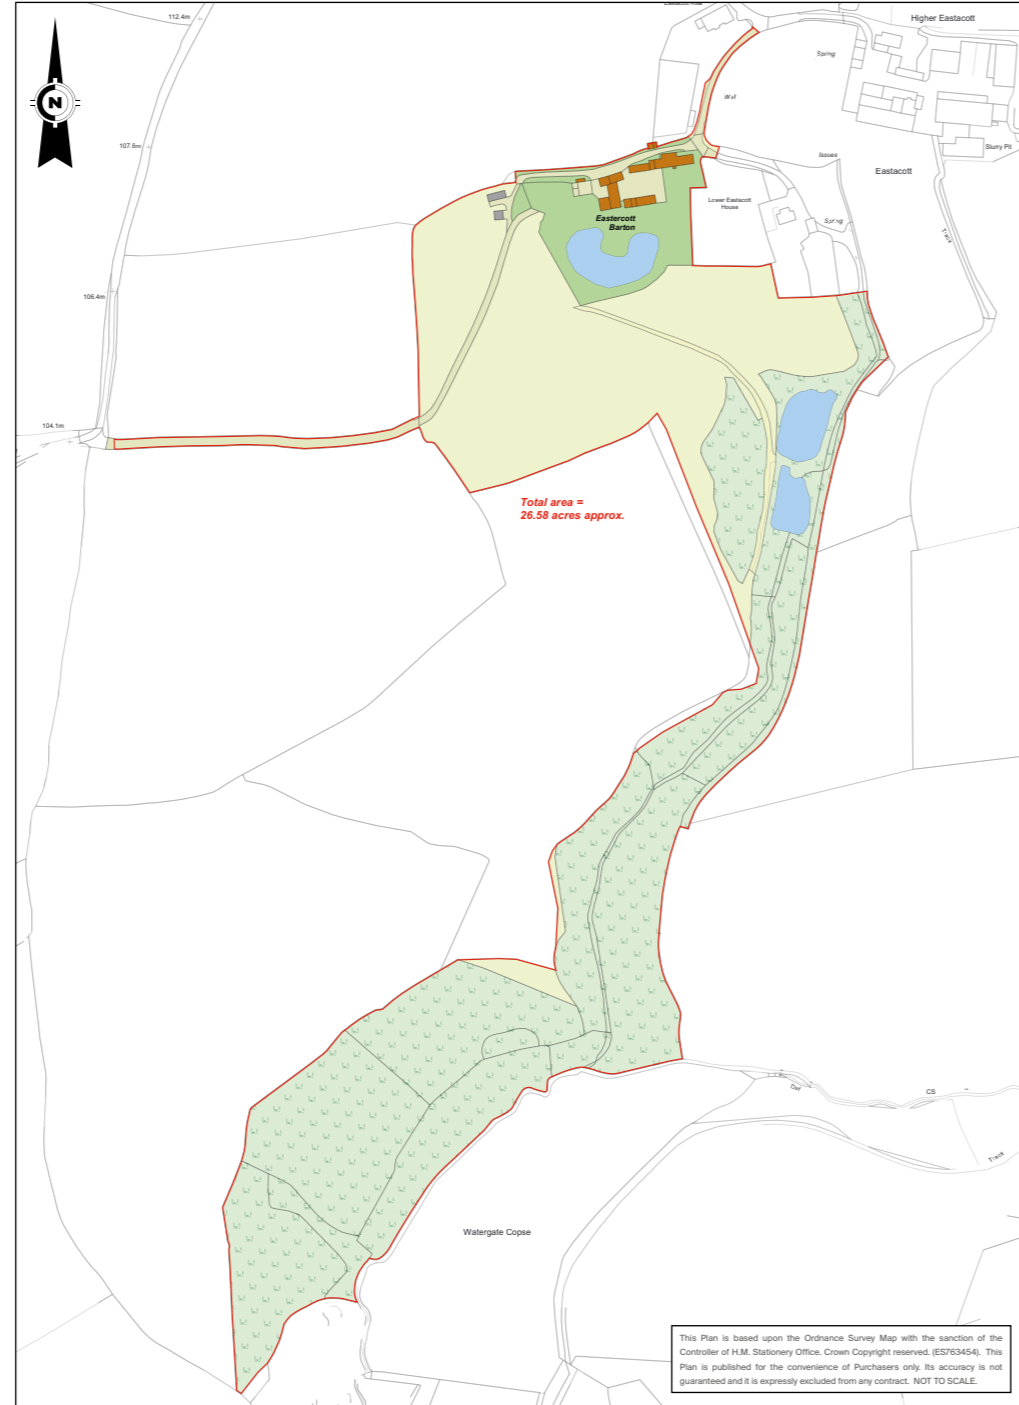 112.4m
Higher Eastacott
Spring
N
107.6m
Issues
Slurry Pit
Eastacott
Lower Eastacott
House
Eastercott
Barton
Spring
Track
106.4m
104.1m
Total area =
26.58 acres approx.
CS
Track
Watergate Copse
This Plan is based upon the Ordnance Survey Map with the sanction of the
Controller of H.M. Stationery Office. Crown Copyright reserved. (ES763454). This
Plan is published for the convenience of Purchasers only. Its accuracy is not
guaranteed and it is expressly excluded from any contract. NOT TO SCALE.